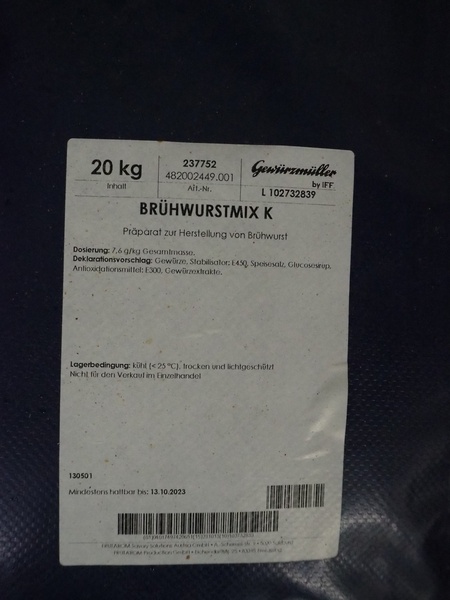 20 kg
Inhalt
237752
482002449.001
Alt.-Nr.
Gewürzmüller
by IFF
L 102732839
BRÜHWURSTMIX K
Präparat zur Herstellung von Brühwurst
Dosierung: 7,6 g/kg Gesamtmasse.
Deklarationsvorschlag: Gewürze, Stabilisator: E450, Speisesalz, Glucosesirup,
Antioxidationsmittel: E300, Gewürzextrakte.
Lagerbedingung: kühl (< 25 °C), trocken und lichtgeschützt
Nicht für den Verkauf im Einzelhandel
130501
Mindestens haltbar bis: 13.10.2023